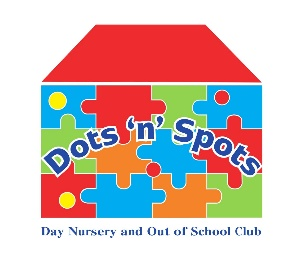 Dots 'n' Spots
Day Nursery and Out of School Club